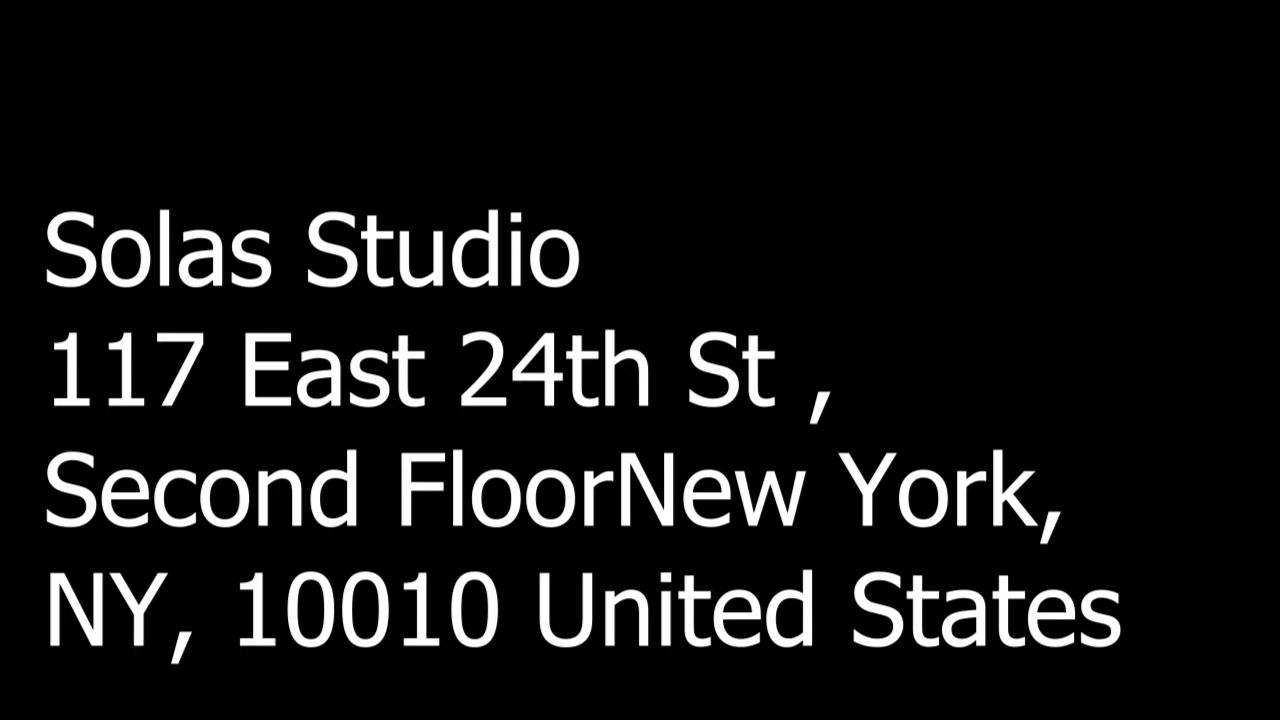 Solas Studio
117 East 24th St ,
Second FloorNew York,
NY, 10010 United States